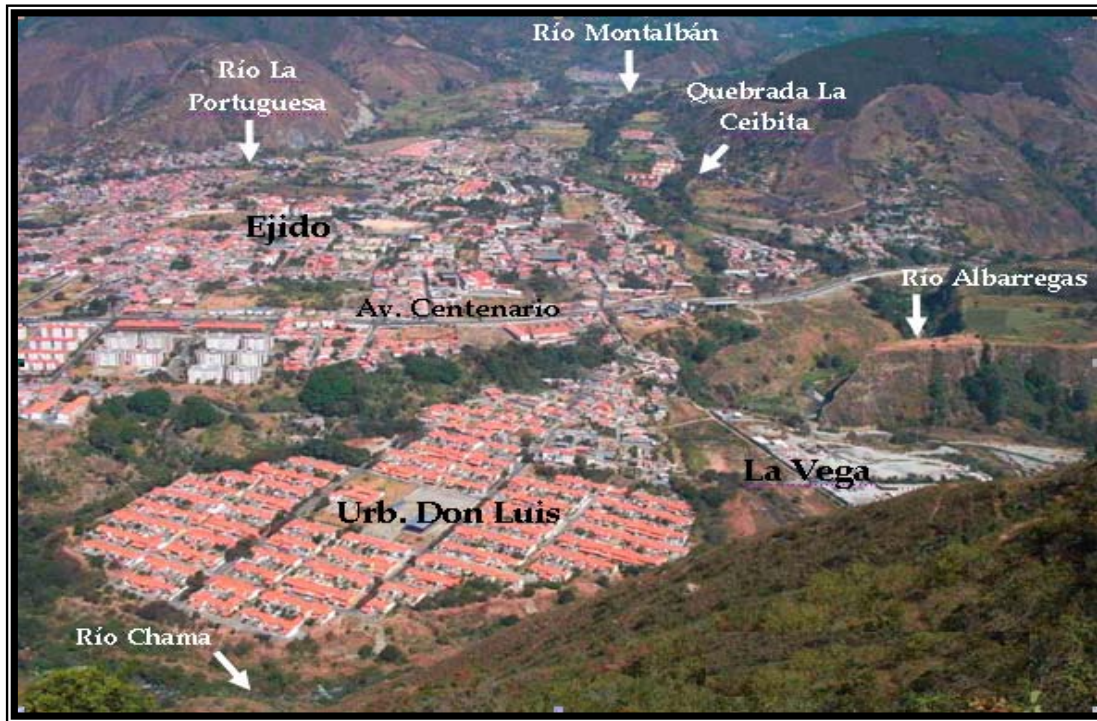 Río Montalbán
Río La
Portuguesa
Quebrada La
Ceibita
Ejido
Río Albarregas
Av. Centenario
La Vega
Urb. Don Luis
Río Chama